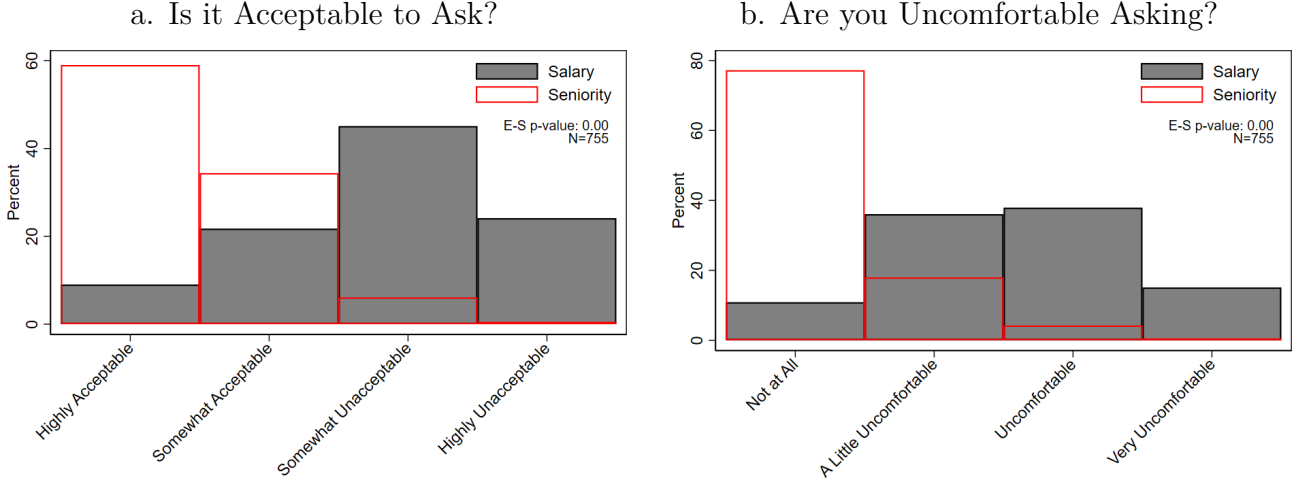 a. Is it Acceptable to Ask?
60
40
20
0
Percent
Salary
Seniority
E-S p-value: 0.00
N=755
Highly Acceptable
Somewhat Acceptable
Somewhat Unacceptable
Highly Unacceptable
b. Are you Uncomfortable Asking?
80
60
40
20
0
Percent
Salary
Seniority
E-S p-value: 0.00
N=755
Not at All
A Little Uncomfortable
Uncomfortable
Very Uncomfortable